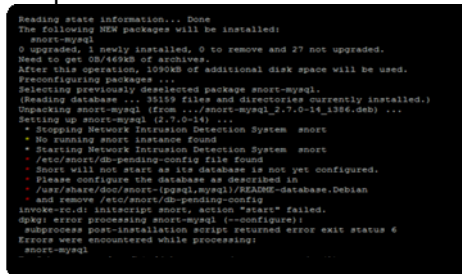 Reading state information... Done
The following NEW packages will be installed:
snort-mysql
0 upgraded, 1 newly installed, 0 to remove and 27 not upgraded.
Need to get 0B/469kB of archives.
After this operation, 1090kB of additional disk space will be used.
Preconfiguring packages ...
Selecting previously deselected package snort-mysql.
(Reading database ... 35159 files and directories currently installed.)
Unpacking snort-mysql (from .../snort-mysql_2.7.0-14_i386.deb) ...
Setting up snort-mysql (2.7.0-14) ...
* Stopping Network Intrusion Detection System snort
* No running snort instance found
* Starting Network Intrusion Detection System snort
* /etc/snort/db-pending-config file found
* Snort will not start as its database is not yet configured.
* Please configure the database as described in
* /usr/share/doc/snort-{pgsql,mysql}/README-database.Debian
* and remove /etc/snort/db-pending-config
invoke-rc.d: initscript snort, action "start" failed.
dpkg: error processing snort-mysql (--configure):
subprocess post-installation script returned error exit status 6
Errors were encountered while processing:
snort-mysql